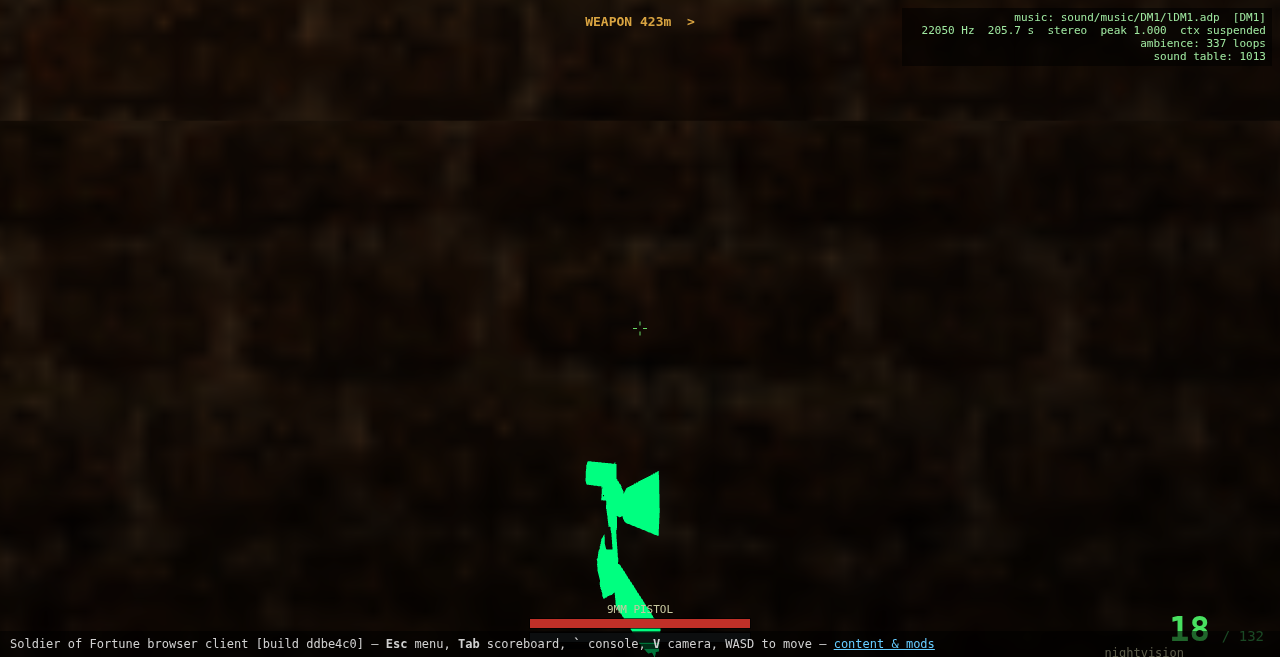 WEAPON 423m  >
music: sound/music/DM1/lDM1.adp  [DM1]
22050 Hz  205.7 s  stereo  peak 1.000  ctx suspended
ambience: 337 loops
sound table: 1013
9MM PISTOL
18 / 132
Soldier of Fortune browser client [build ddbe4c0] — Esc menu, Tab scoreboard, ` console, V camera, WASD to move — content & mods
nightvision